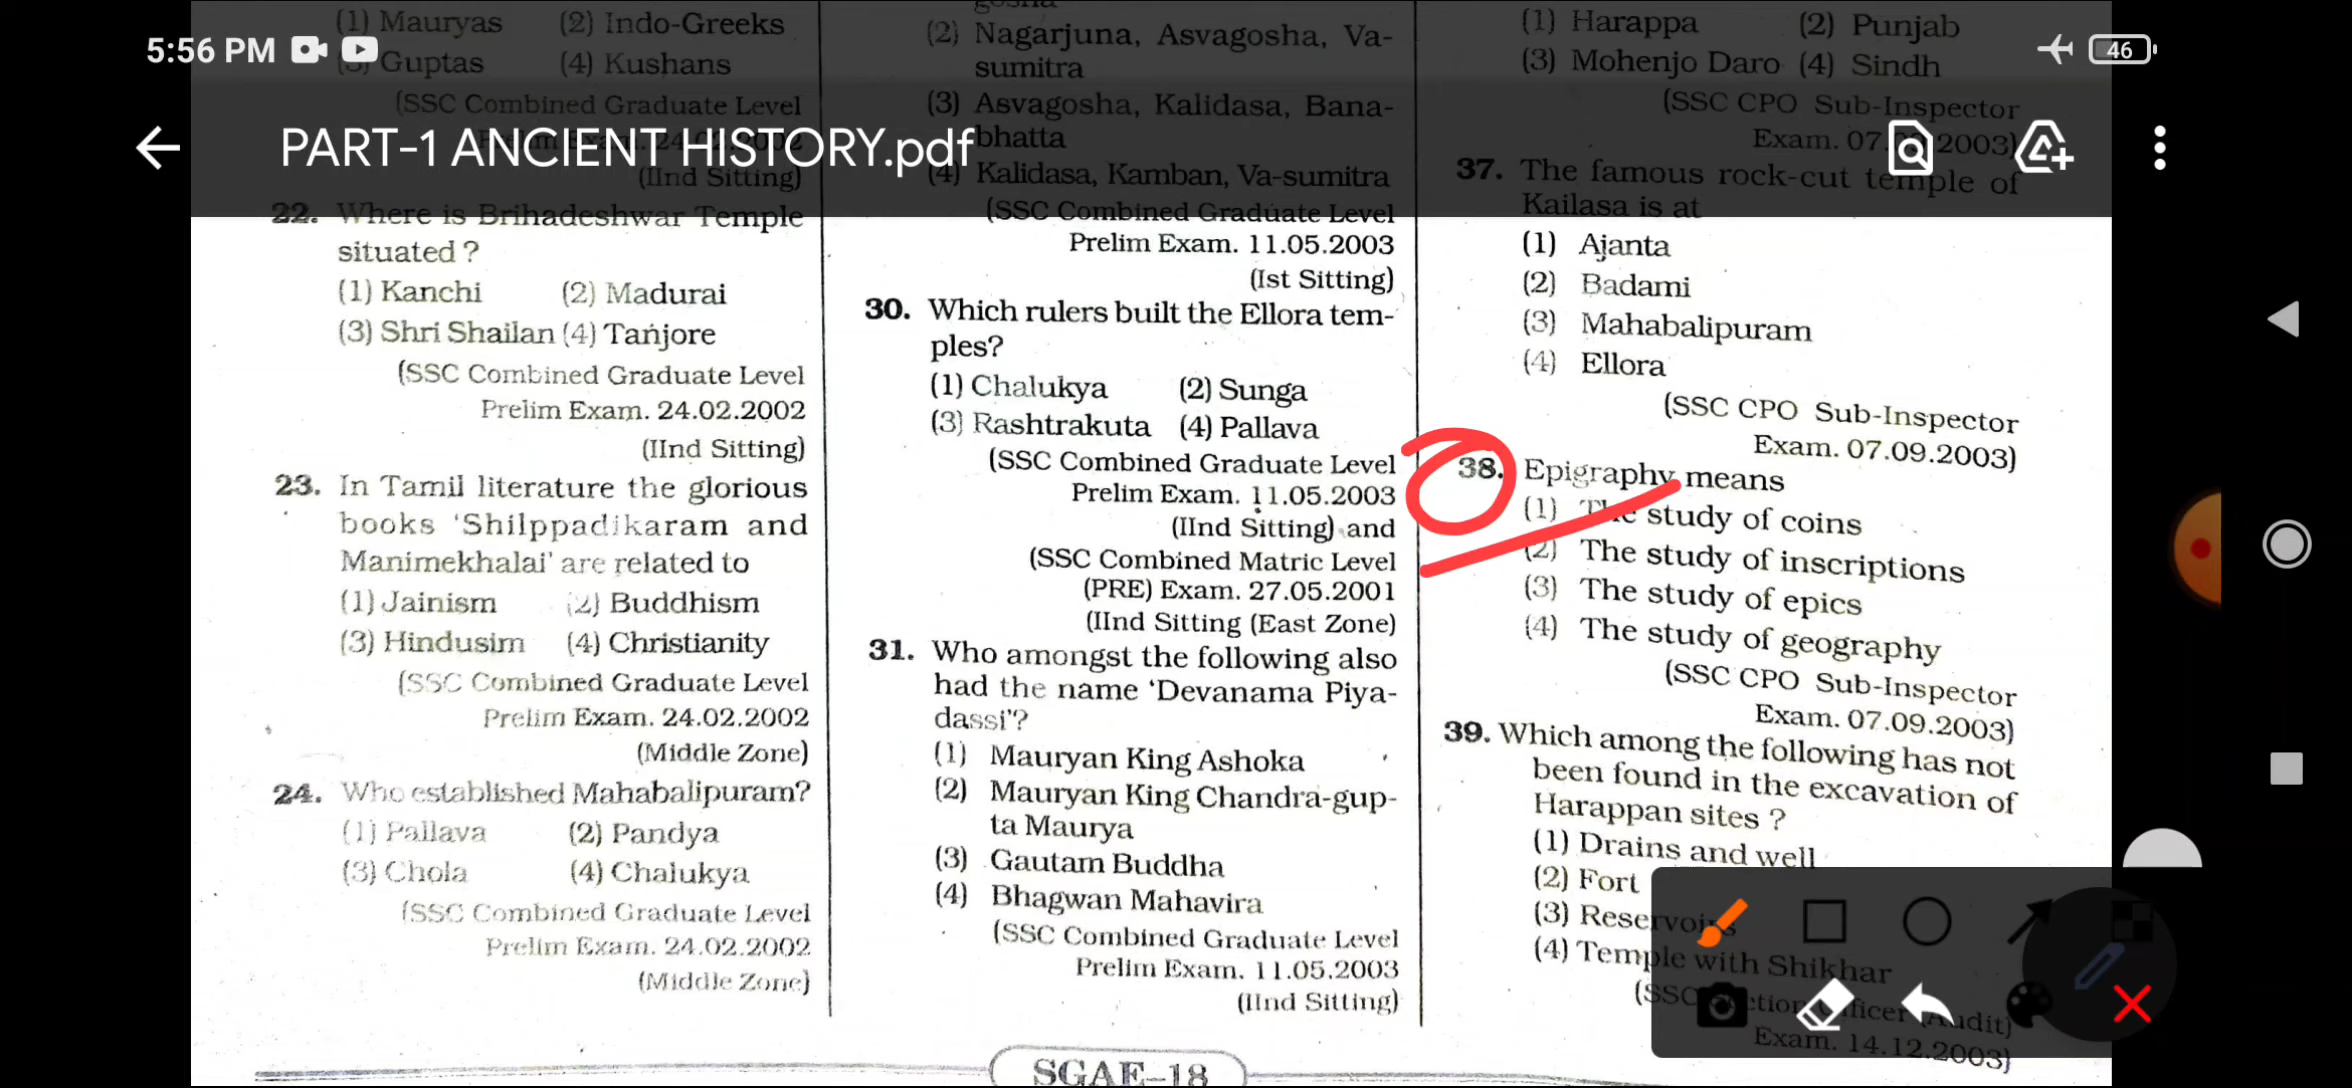 5:56 PM
46
PART-1 ANCIENT HISTORY.pdf
(1) Mauryas (2) Indo-Greeks
(3) Guptas (4) Kushans
(SSC Combined Graduate Level
24.02.2002
(IInd Sitting)
22. Where is Brihadeshwar Temple
situated ?
(1) Kanchi (2) Madurai
(3) Shri Shailan (4) Tanjore
(SSC Combined Graduate Level
Prelim Exam. 24.02.2002
(IInd Sitting)
23. In Tamil literature the glorious
books ‘Shilppadikaram and
Manimekhalai’ are related to
(1) Jainism (2) Buddhism
(3) Hindusim (4) Christianity
(SSC Combined Graduate Level
Prelim Exam. 24.02.2002
(Middle Zone)
24. Who established Mahabalipuram?
(1) Pallava (2) Pandya
(3) Chola (4) Chalukya
(SSC Combined Graduate Level
Prelim Exam. 24.02.2002
(Middle Zone)
(2) Nagarjuna, Asvagosha, Va-
sumitra
(3) Asvagosha, Kalidasa, Bana-
bhatta
(4) Kalidasa, Kamban, Va-sumitra
(SSC Combined Graduate Level
Prelim Exam. 11.05.2003
(Ist Sitting)
30. Which rulers built the Ellora tem-
ples?
(1) Chalukya (2) Sunga
(3) Rashtrakuta (4) Pallava
(SSC Combined Graduate Level
Prelim Exam. 11.05.2003
(IInd Sitting) and
(SSC Combined Matric Level
(PRE) Exam. 27.05.2001
(IInd Sitting (East Zone)
31. Who amongst the following also
had the name ‘Devanama Piya-
dassi’?
(1) Mauryan King Ashoka
(2) Mauryan King Chandra-gup-
ta Maurya
(3) Gautam Buddha
(4) Bhagwan Mahavira
(SSC Combined Graduate Level
Prelim Exam. 11.05.2003
(IInd Sitting)
(1) Harappa (2) Punjab
(3) Mohenjo Daro (4) Sindh
(SSC CPO Sub-Inspector
Exam. 07. 2003)
37. The famous rock-cut temple of
Kailasa is at
(1) Ajanta
(2) Badami
(3) Mahabalipuram
(4) Ellora
(SSC CPO Sub-Inspector
Exam. 07.09.2003)
38. Epigraphy means
(1) The study of coins
(2) The study of inscriptions
(3) The study of epics
(4) The study of geography
(SSC CPO Sub-Inspector
Exam. 07.09.2003)
39. Which among the following has not
been found in the excavation of
Harappan sites ?
(1) Drains and well
(2) Fort
(3) Reservoirs
(4) Temple with Shikhar
(SSC Section Officer (Audit)
Exam. 14.12.2003)
SGAE-18